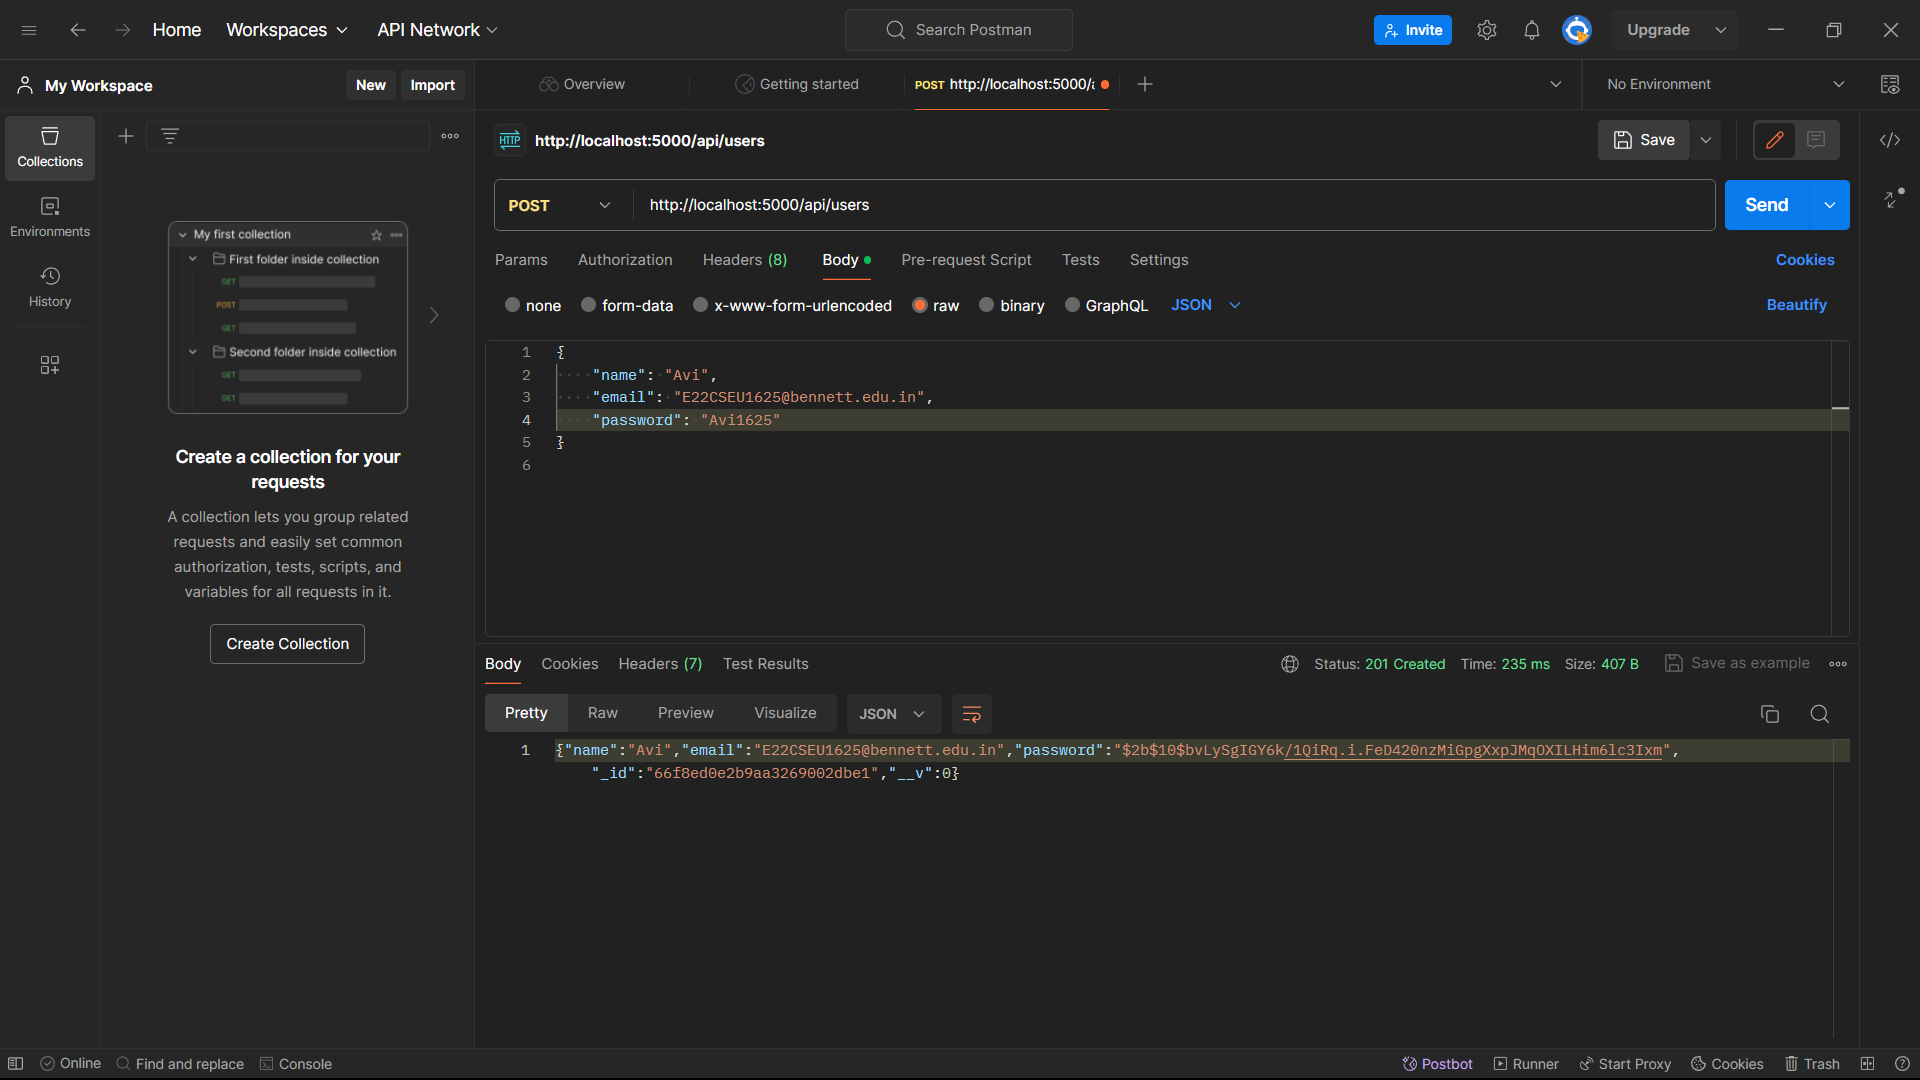 Home Workspaces API Network Search Postman Invite Upgrade
My Workspace New Import Overview Getting started POST http://localhost:5000/a No Environment
Collections
Environments
History
My first collection
First folder inside collection
GET
POST
GET
Second folder inside collection
GET
GET
Create a collection for your
requests
A collection lets you group related
requests and easily set common
authorization, tests, scripts, and
variables for all requests in it.
Create Collection
HTTP http://localhost:5000/api/users Save
POST http://localhost:5000/api/users Send
Params Authorization Headers (8) Body Pre-request Script Tests Settings Cookies
none form-data x-www-form-urlencoded raw binary GraphQL JSON Beautify
1 {
2 "name": "Avi",
3 "email": "E22CSEU1625@bennett.edu.in",
4 "password": "Avi1625"
5 }
6
Body Cookies Headers (7) Test Results Status: 201 Created Time: 235 ms Size: 407 B Save as example
Pretty Raw Preview Visualize JSON
1 {"name":"Avi","email":"E22CSEU1625@bennett.edu.in","password":"$2b$10$bvLySgIGY6k/1QiRq.i.FeD420nzMiGpgXxpJMqOXILHim6lc3Ixm",
"_id":"66f8ed0e2b9aa3269002dbe1","__v":0}
Online Find and replace Console Postbot Runner Start Proxy Cookies Trash